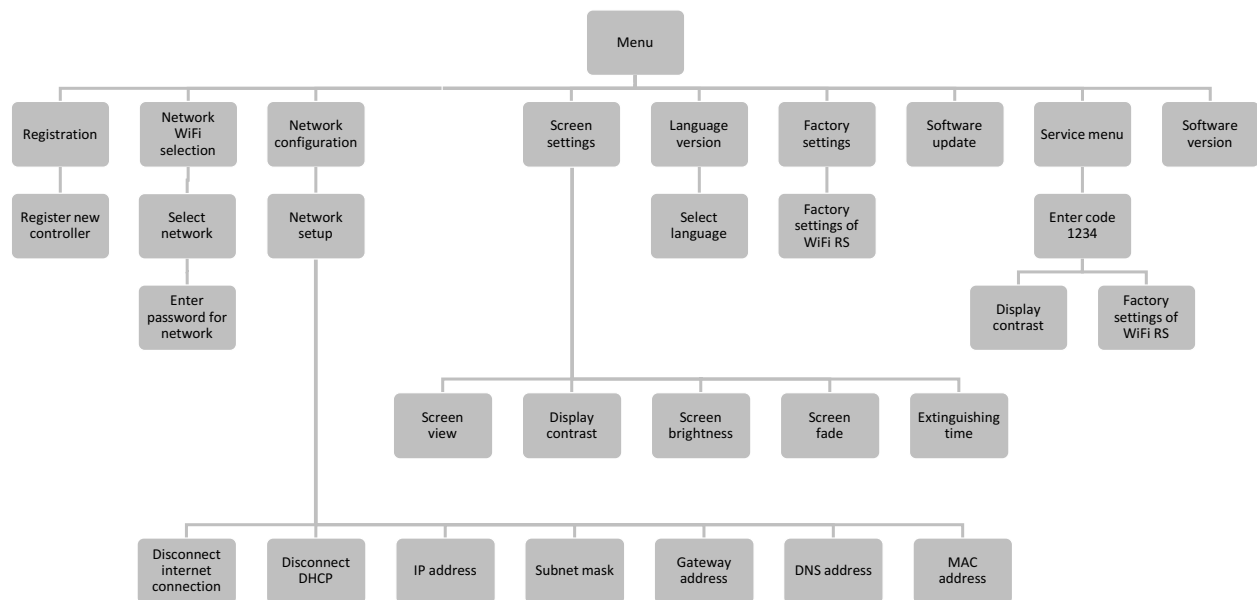 Menu
Registration
Network
WiFi
selection
Network
configuration
Screen
settings
Language
version
Factory
settings
Software
update
Service menu
Software
version
Register new
controller
Select
network
Network
setup
Select
language
Factory
settings of
WiFi RS
Enter code
1234
Enter
password for
network
Display
contrast
Factory
settings of
WiFi RS
Screen
view
Display
contrast
Screen
brightness
Screen
fade
Extinguishing
time
Disconnect
internet
connection
Disconnect
DHCP
IP address
Subnet mask
Gateway
address
DNS address
MAC
address